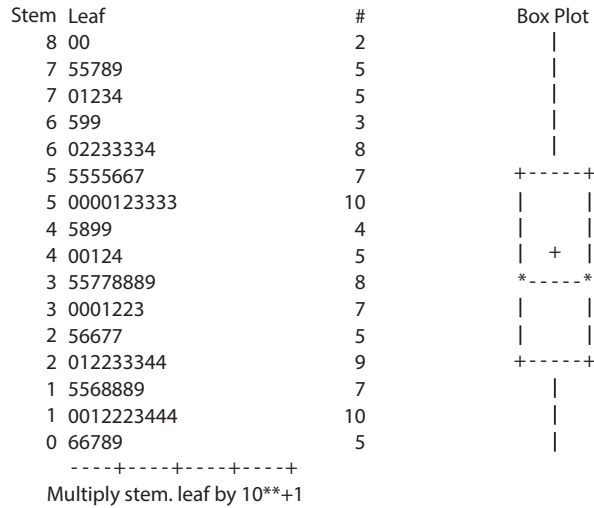 Stem Leaf # Box Plot
8 00 2 |
7 55789 5 |
7 01234 5 |
6 599 3 |
6 02233334 8 |
5 5555667 7 +-----+
5 0000123333 10 | |
4 5899 4 | |
4 00124 5 | + |
3 55778889 8 *-----*
3 0001223 7 | |
2 56677 5 | |
2 012233344 9 +-----+
1 5568889 7 |
1 0012223444 10 |
0 66789 5 |
----+----+----+----+
Multiply stem. leaf by 10**+1